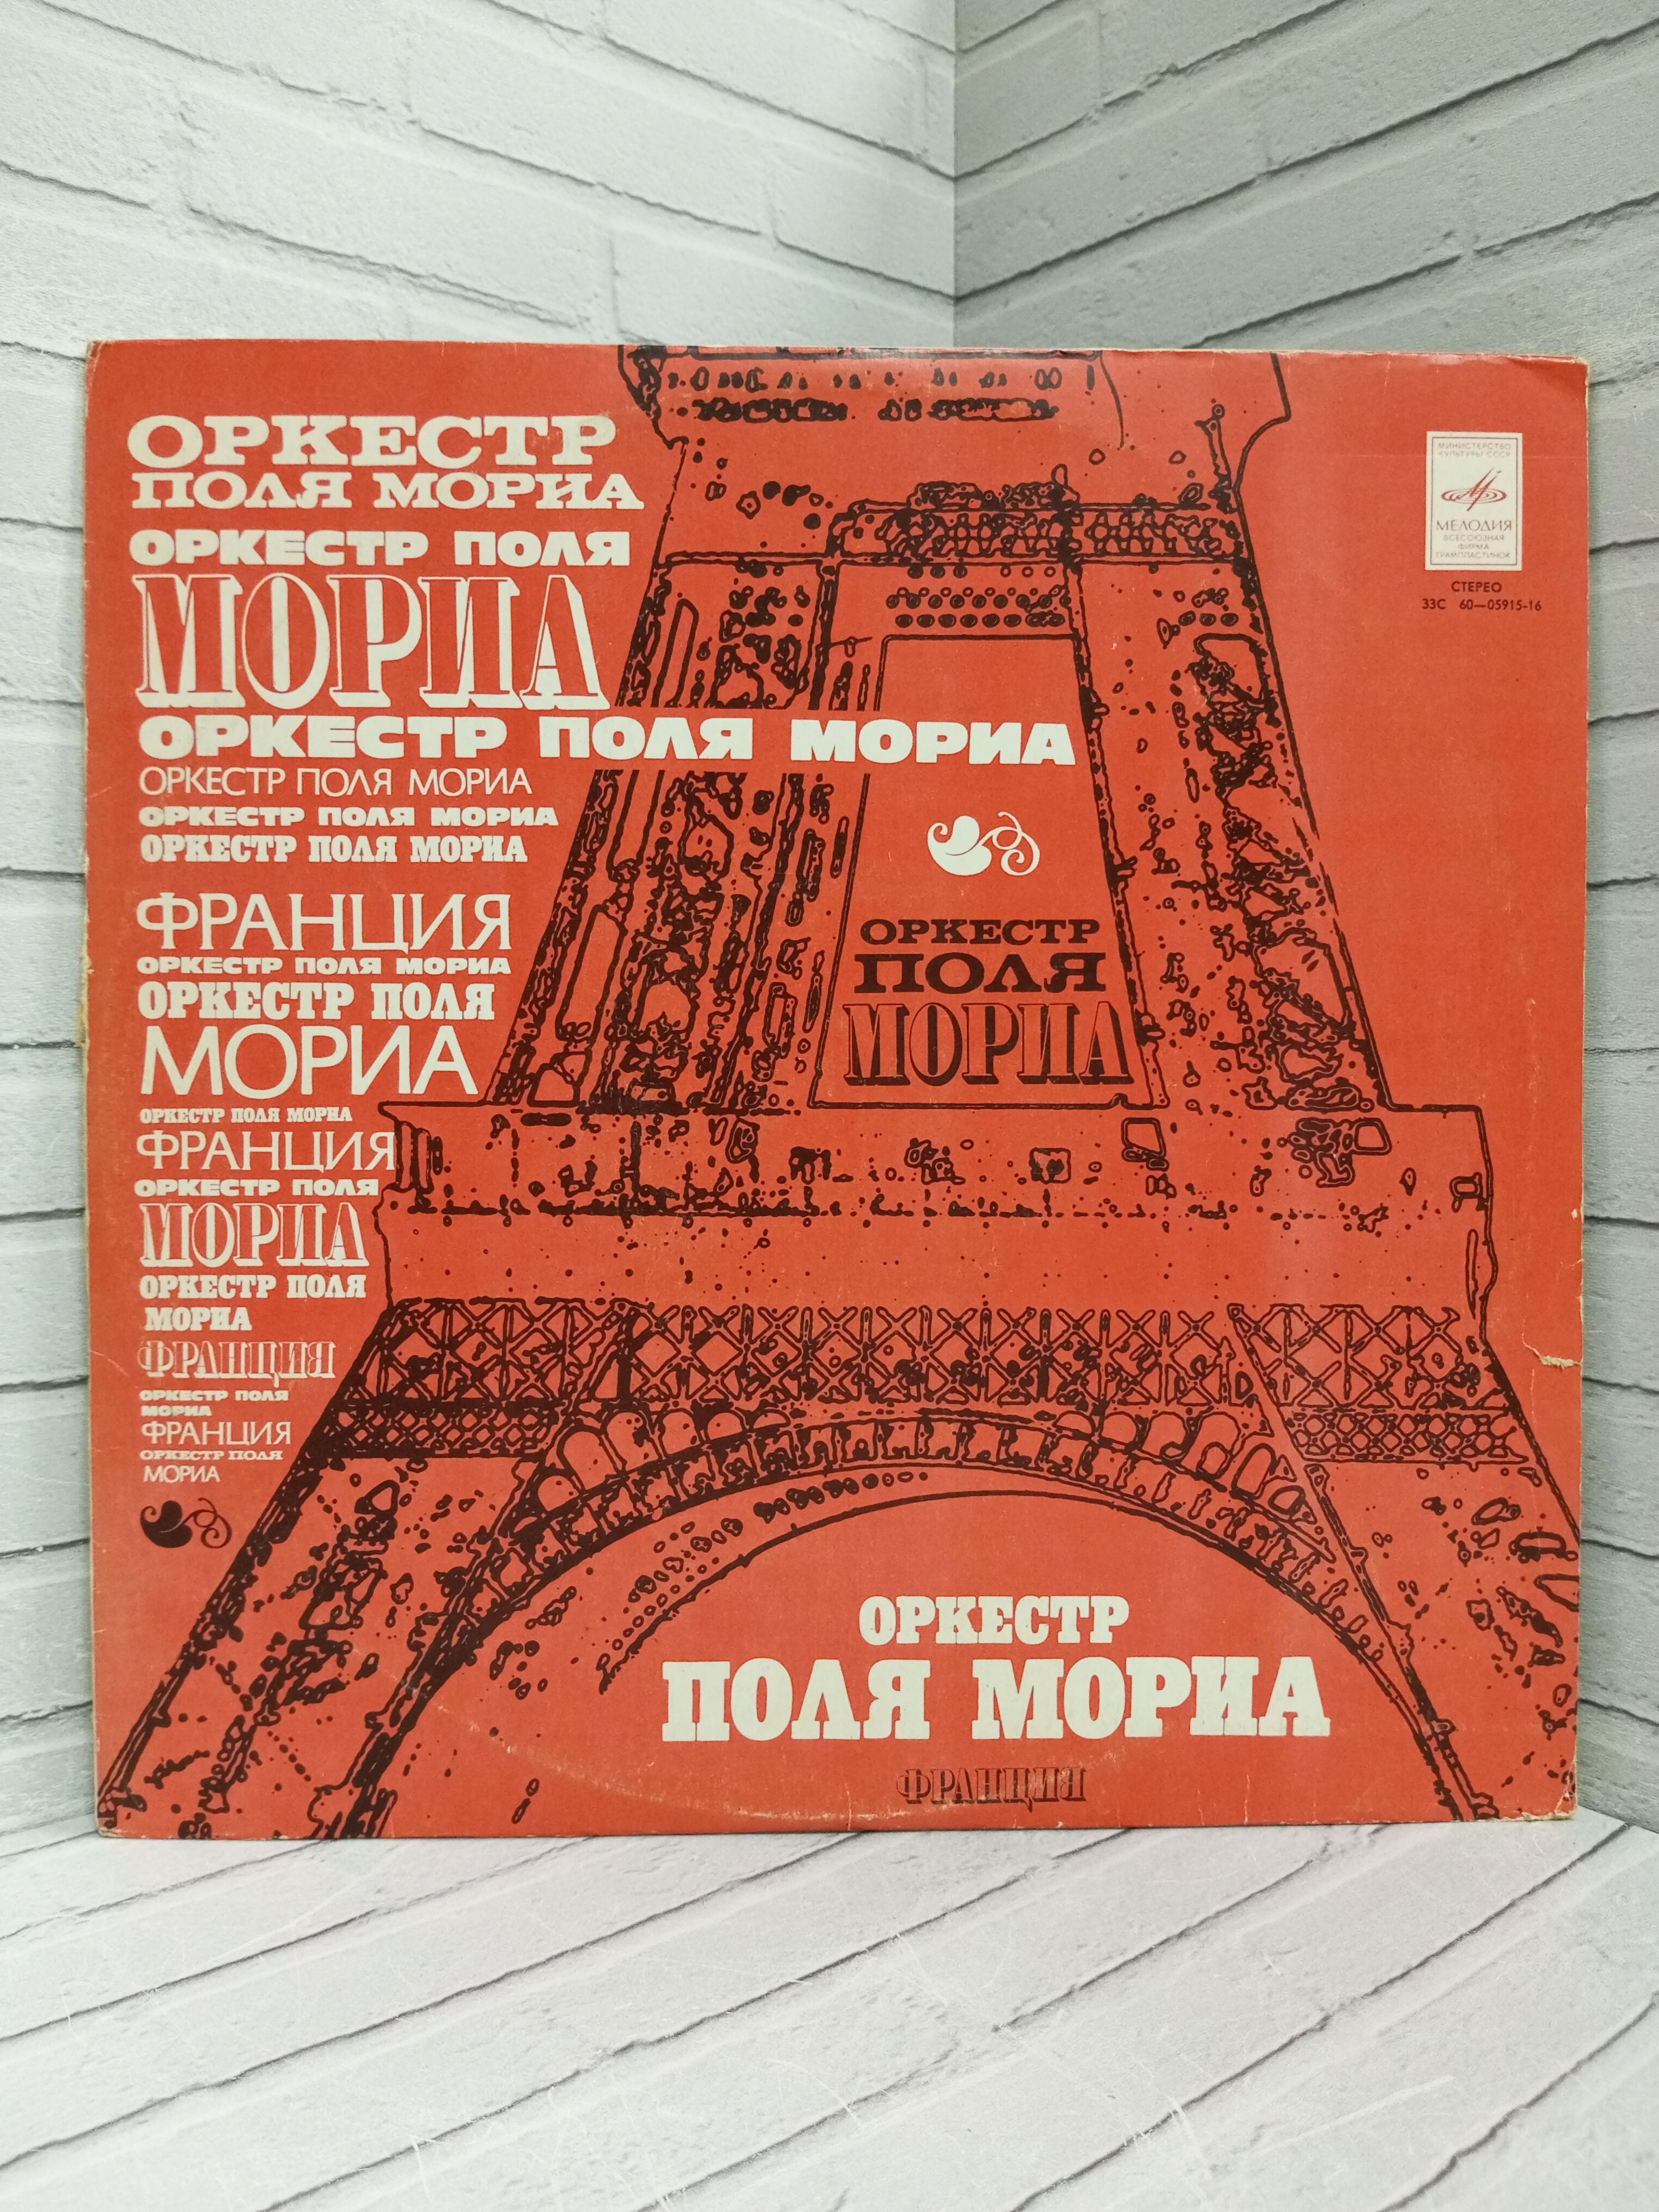 ОРКЕСТР
ПОЛЯ МОРИА
ОРКЕСТР ПОЛЯ
МОРИА
ОРКЕСТР ПОЛЯ МОРИА
ОРКЕСТР ПОЛЯ МОРИА
ОРКЕСТР ПОЛЯ МОРИА
ОРКЕСТР ПОЛЯ МОРИА
ФРАНЦИЯ
ОРКЕСТР ПОЛЯ МОРИА
ОРКЕСТР ПОЛЯ
МОРИА
ОРКЕСТР ПОЛЯ МОРИА
ФРАНЦИЯ
ОРКЕСТР ПОЛЯ
МОРИА
ОРКЕСТР ПОЛЯ
МОРИА
ФРАНЦИЯ
ОРКЕСТР ПОЛЯ
МОРИА
ФРАНЦИЯ
ОРКЕСТР ПОЛЯ
МОРИА
МИНИСТЕРСТВО
КУЛЬТУРЫ СССР
МЕЛОДИЯ
ВСЕСОЮЗНАЯ
ФИРМА
ГРАМПЛАСТИНОК
СТЕРЕО
33С 60—05915-16
ОРКЕСТР
ПОЛЯ
МОРИА
ОРКЕСТР
ПОЛЯ МОРИА
ФРАНЦИЯ